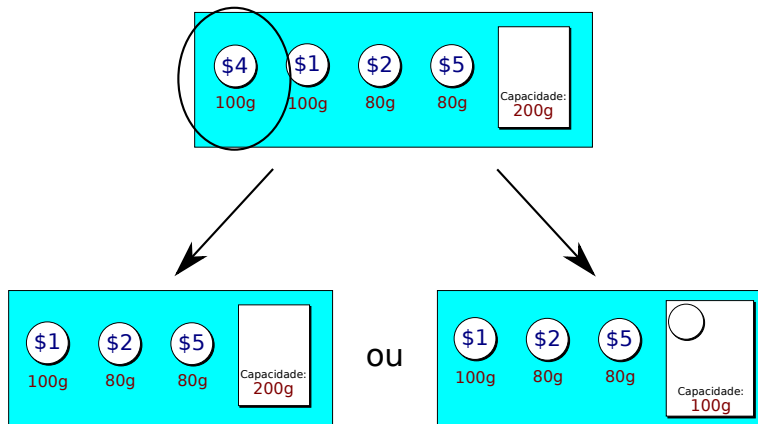 $4 $1 $2 $5
100g 100g 80g 80g
Capacidade:
200g
$1 $2 $5
100g 80g 80g
Capacidade:
200g
ou
$1 $2 $5
100g 80g 80g
Capacidade:
100g